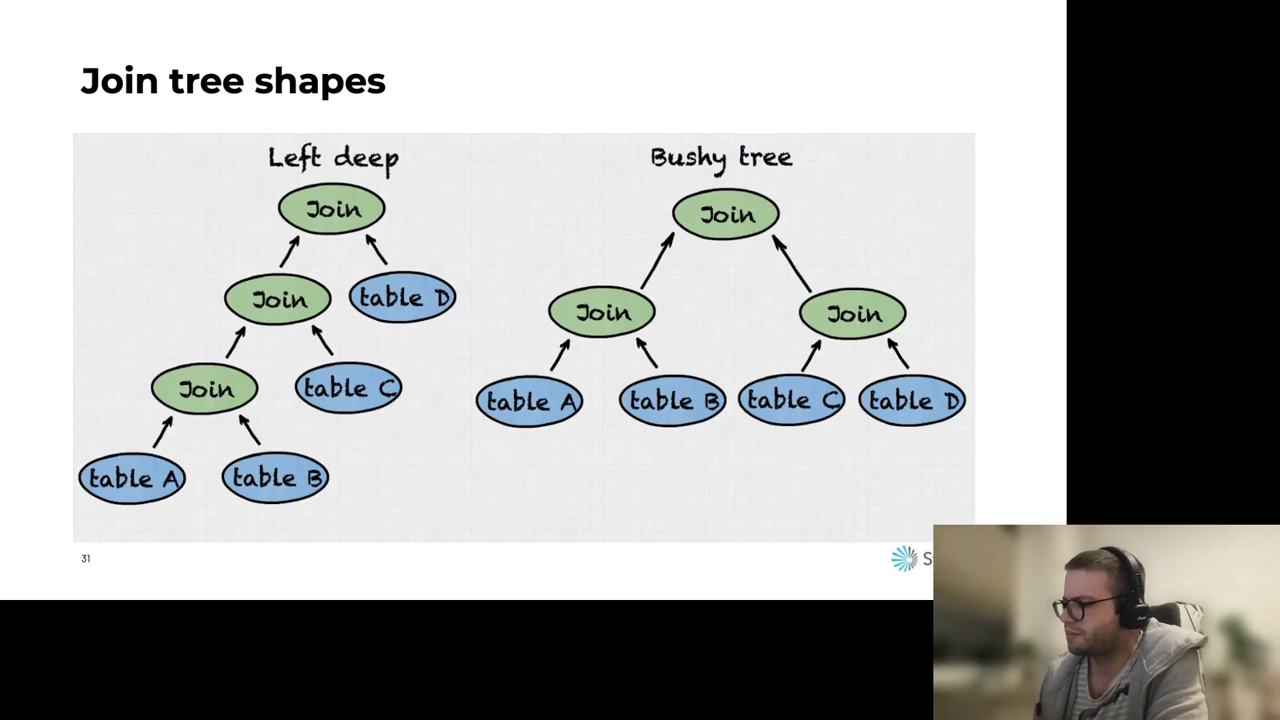 Join tree shapes
Left deep
Join
Join
table D
Join
table C
table A
table B
Bushy tree
Join
Join
Join
table A
table B
table C
table D
31
S